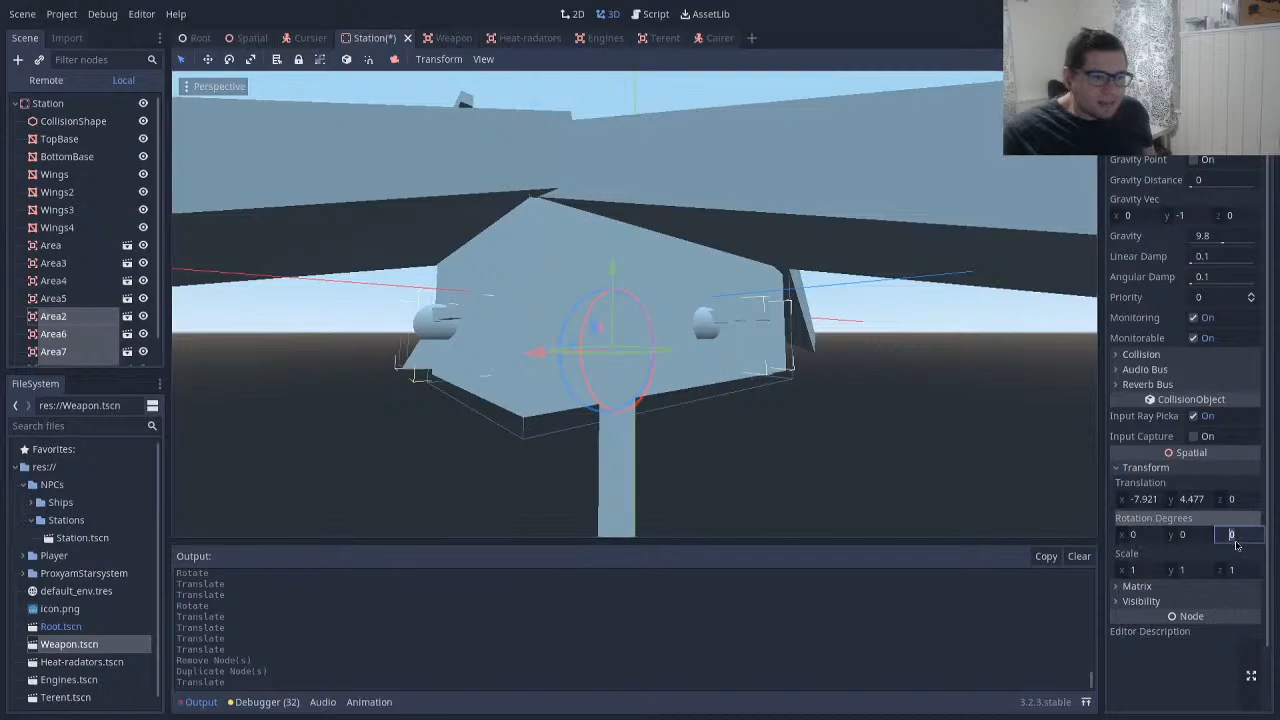 Scene Project Debug Editor Help
2D 3D Script AssetLib
Scene Import
Root Spatial Cursier Station(*) Weapon Heat-radators Engines Terent Cairer
Filter nodes
Transform View
Remote Local
Perspective
Station
CollisionShape
TopBase
BottomBase
Wings
Wings2
Wings3
Wings4
Area
Area3
Area4
Area5
Area2
Area6
Area7
FileSystem
res://Weapon.tscn
Search files
Favorites:
res://
NPCs
Ships
Stations
Station.tscn
Player
ProxyamStarsystem
default_env.tres
icon.png
Root.tscn
Weapon.tscn
Heat-radators.tscn
Engines.tscn
Terent.tscn
Output: Copy Clear
Rotate
Translate
Translate
Rotate
Translate
Translate
Translate
Translate
Remove Node(s)
Duplicate Node(s)
Translate
Output Debugger (32) Audio Animation 3.2.3.stable
Gravity Point On
Gravity Distance 0
Gravity Vec
x 0 y -1 z 0
Gravity 9.8
Linear Damp 0.1
Angular Damp 0.1
Priority 0
Monitoring On
Monitorable On
Collision
Audio Bus
Reverb Bus
CollisionObject
Input Ray Picka On
Input Capture On
Spatial
Transform
Translation
x -7.921 y 4.477 z 0
Rotation Degrees
x 0 y 0 0
Scale
x 1 y 1 z 1
Matrix
Visibility
Node
Editor Description